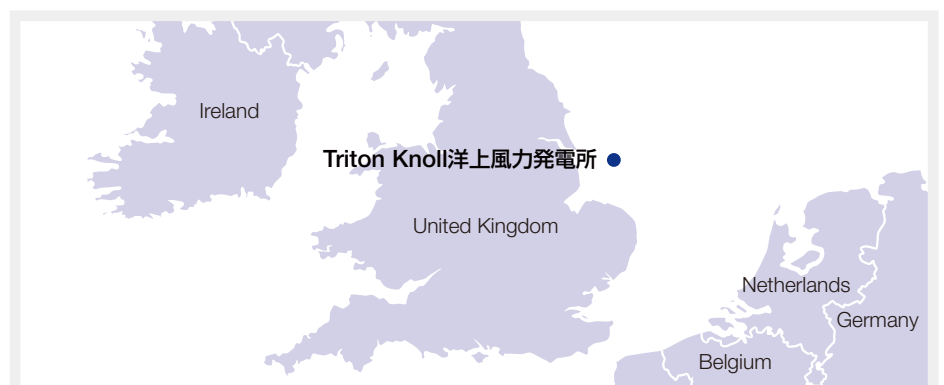 Ireland
Triton Knoll洋上風力発電所
United Kingdom
Netherlands
Germany
Belgium